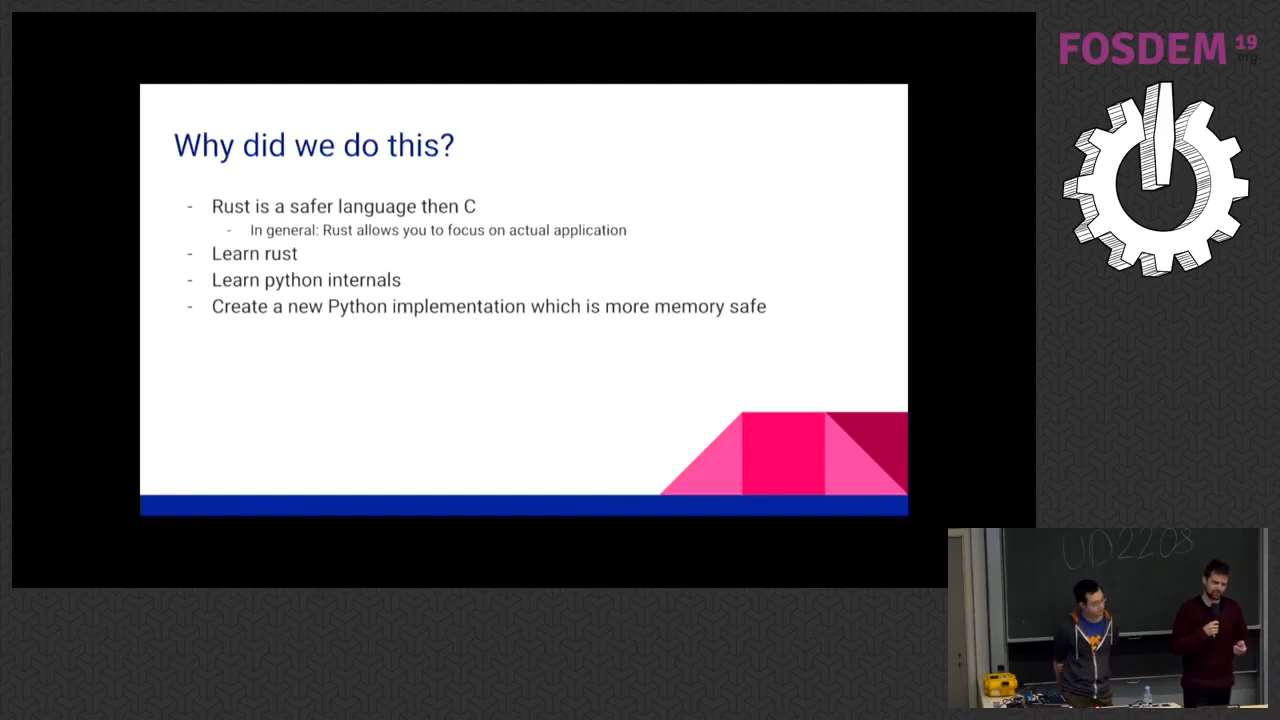 FOSDEM 19
.org
Why did we do this?
- Rust is a safer language then C
- In general: Rust allows you to focus on actual application
- Learn rust
- Learn python internals
- Create a new Python implementation which is more memory safe
UD2208